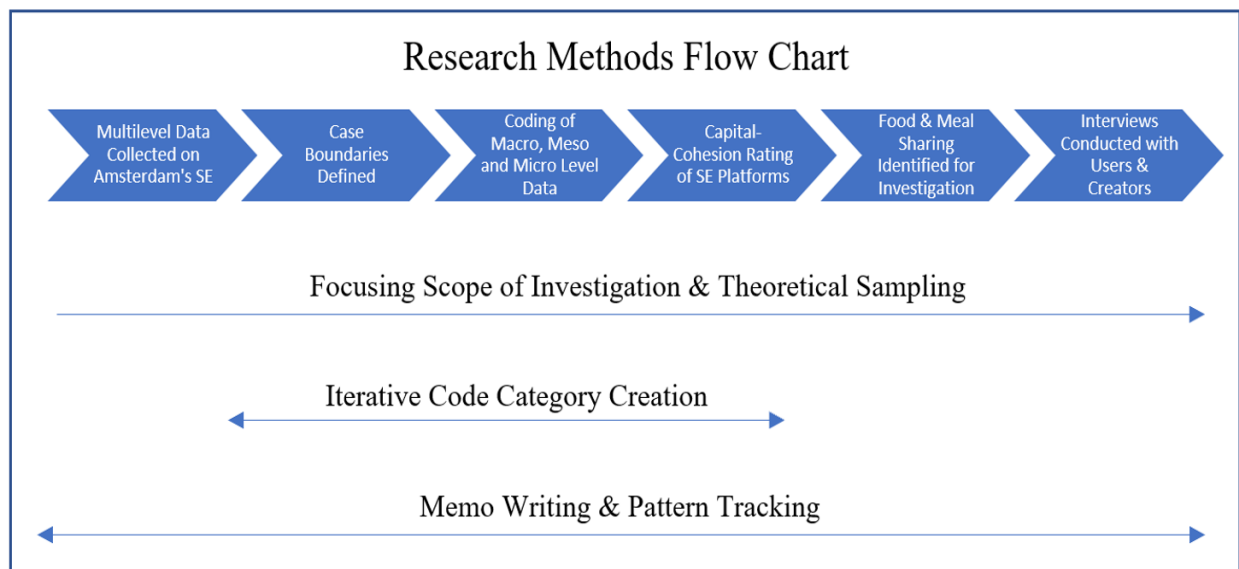 Research Methods Flow Chart
Multilevel Data
Collected on
Amsterdam's SE
Case
Boundaries
Defined
Coding of
Macro, Meso
and Micro Level
Data
Capital-
Cohesion Rating
of SE Platforms
Food & Meal
Sharing
Identified for
Investigation
Interviews
Conducted with
Users &
Creators
Focusing Scope of Investigation & Theoretical Sampling
Iterative Code Category Creation
Memo Writing & Pattern Tracking